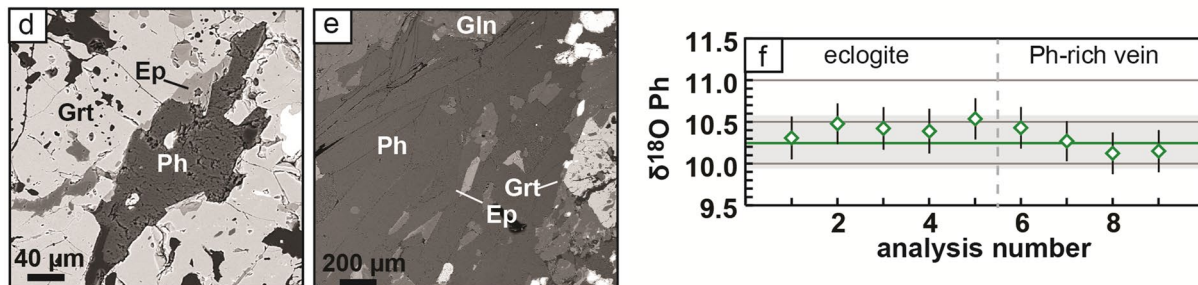 d
Ep
Grt
Ph
40 µm
e
Gln
Ph
Grt
Ep
200 µm
f
eclogite
Ph-rich vein
δ18O Ph
11.5
11.0
10.5
10.0
9.5
2 4 6 8
analysis number